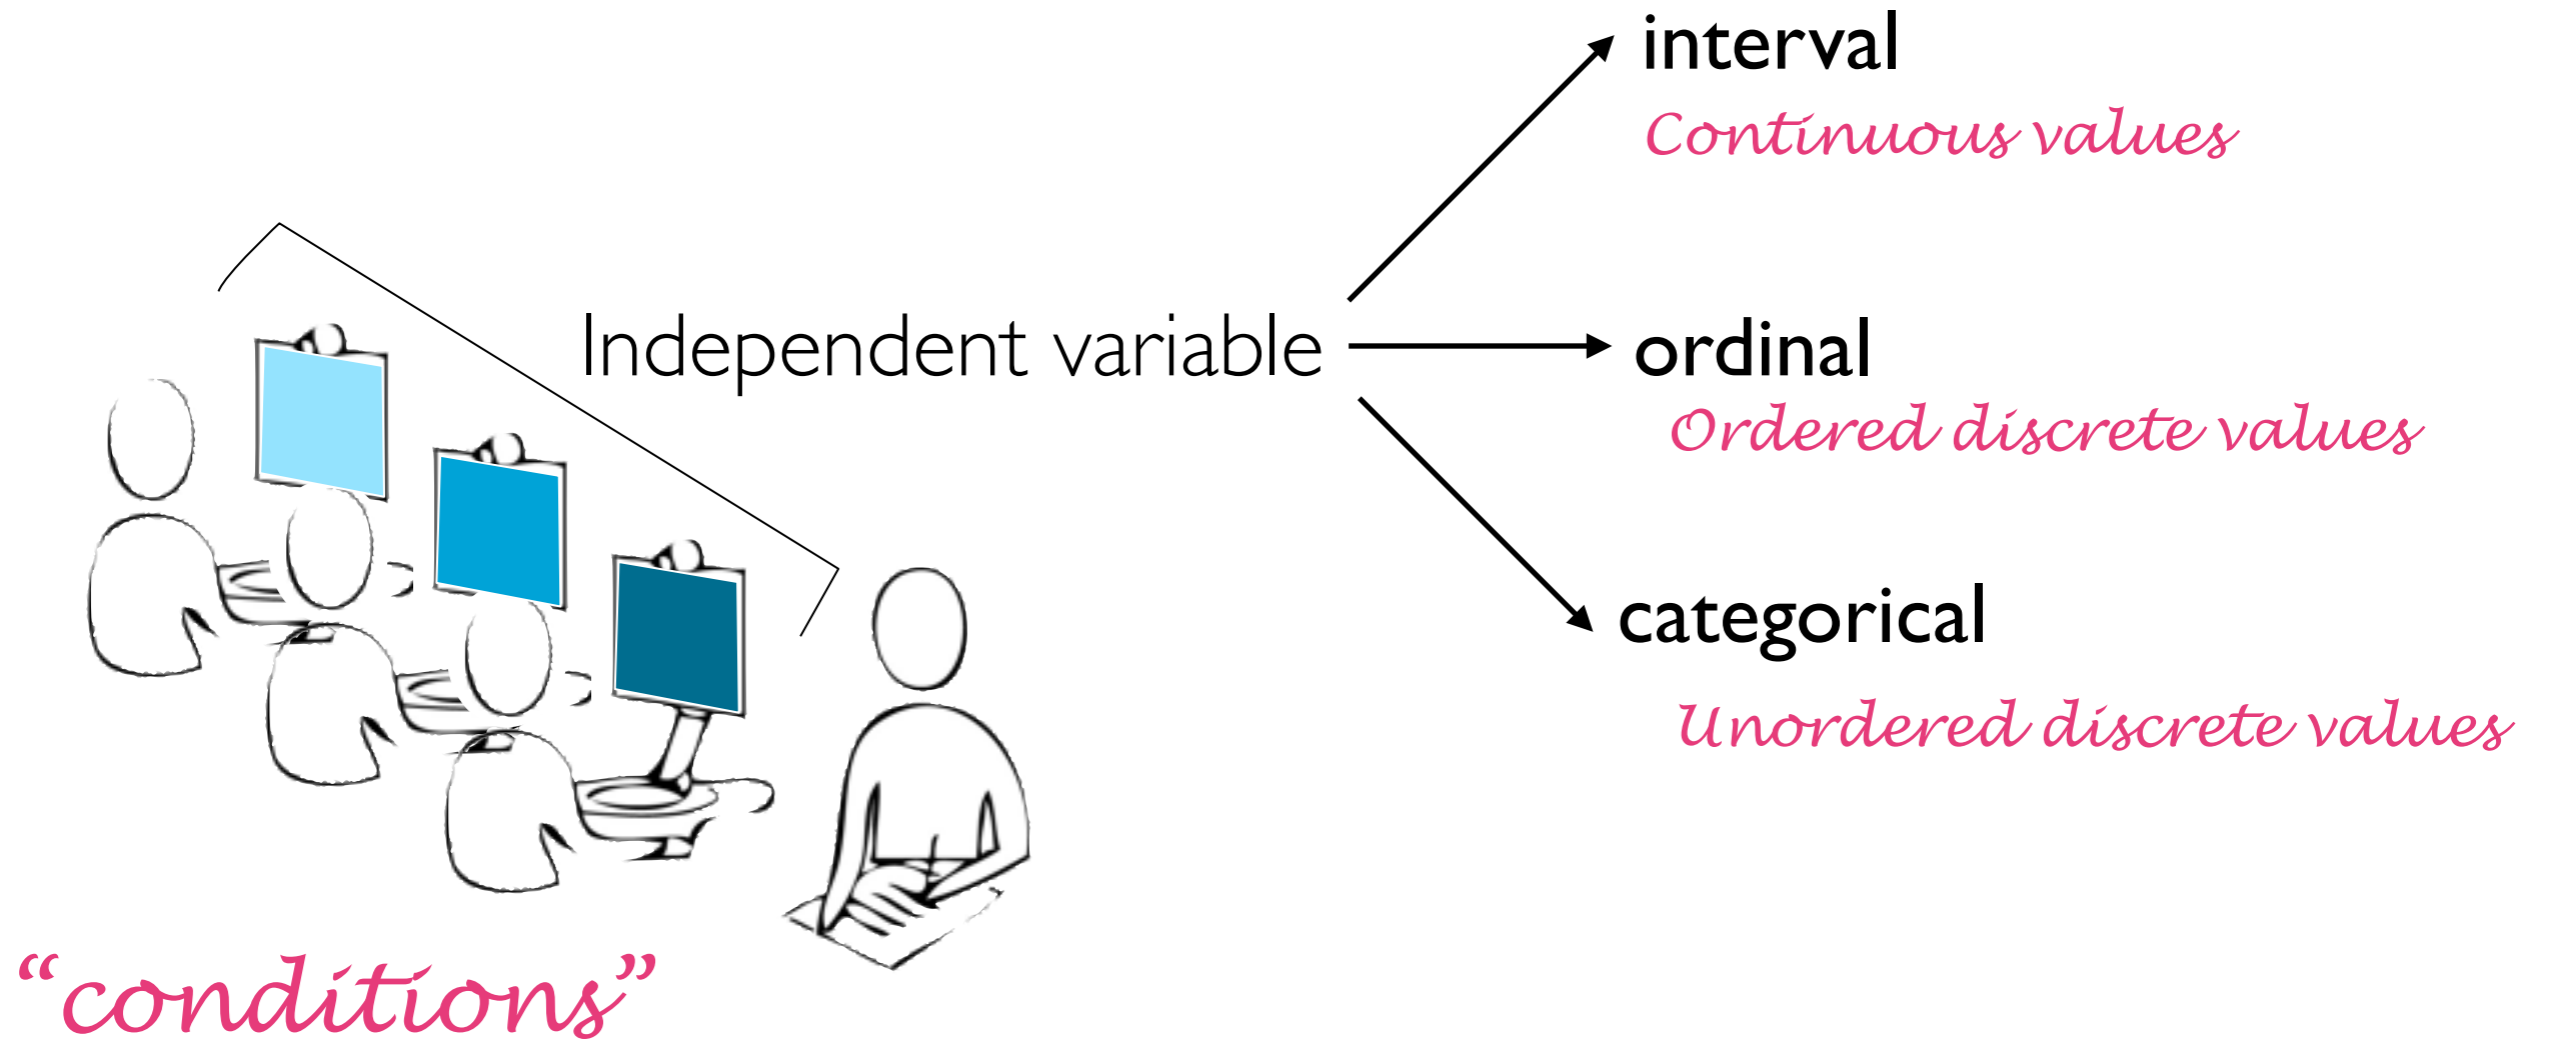 interval
Continuous values
Independent variable
ordinal
Ordered discrete values
categorical
Unordered discrete values
“conditions”